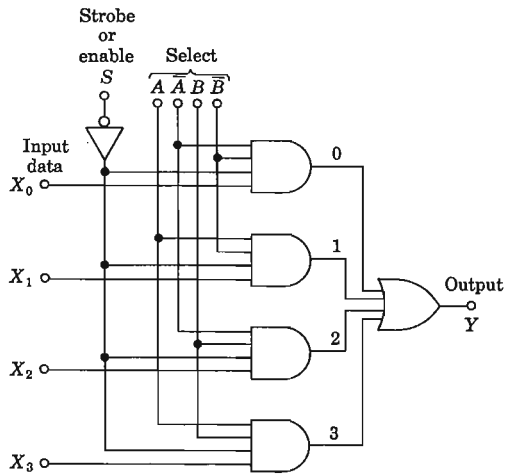 Strobe
or
enable
S
Select
A A̅ B B̅
Input
data
X₀
0
X₁
1
Output
Y
X₂
2
X₃
3